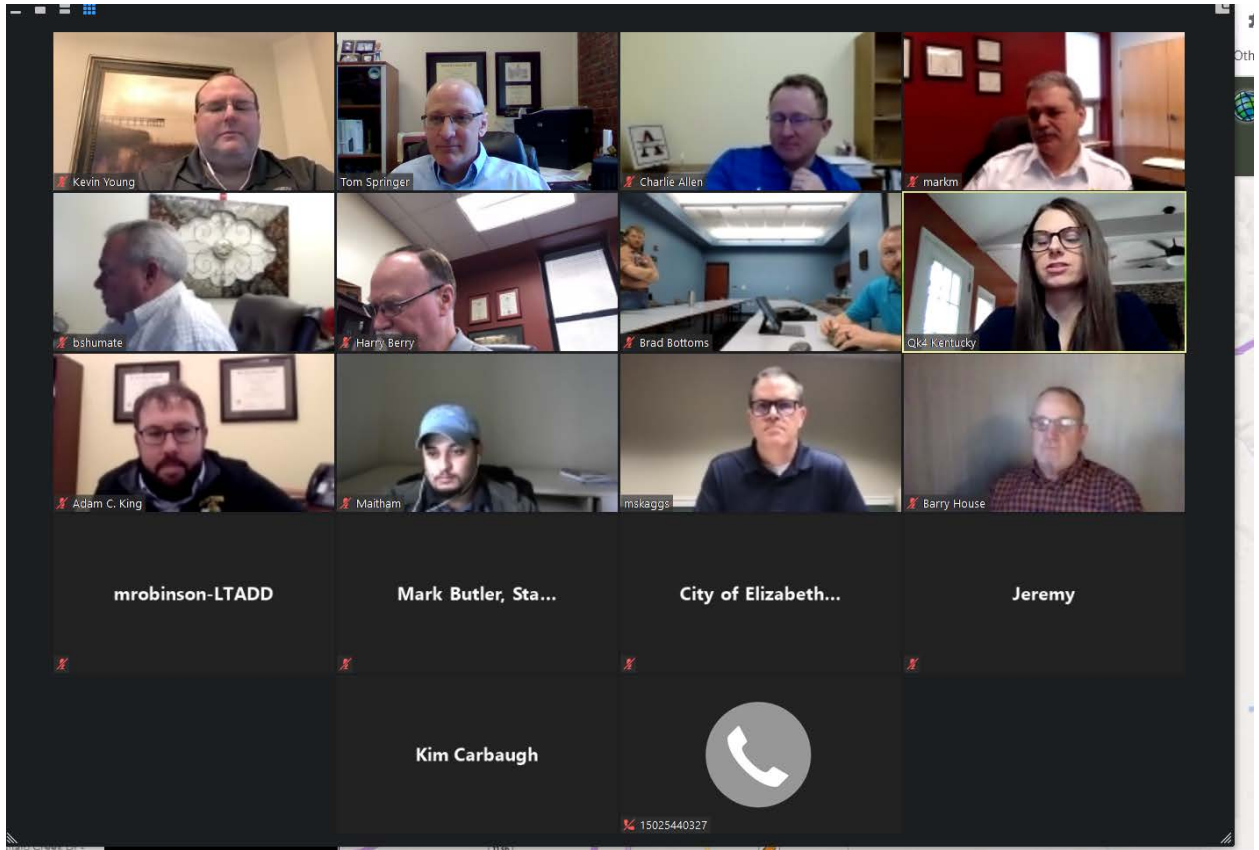 Oth
Kevin Young
Tom Springer
Charlie Allen
markm
bshumate
Harry Berry
Brad Bottoms
Qk4 Kentucky
Adam C. King
Maitham
mskaggs
Barry House
mrobinson-LTADD
Mark Butler, Sta...
City of Elizabeth...
Jeremy
Kim Carbaugh
15025440327